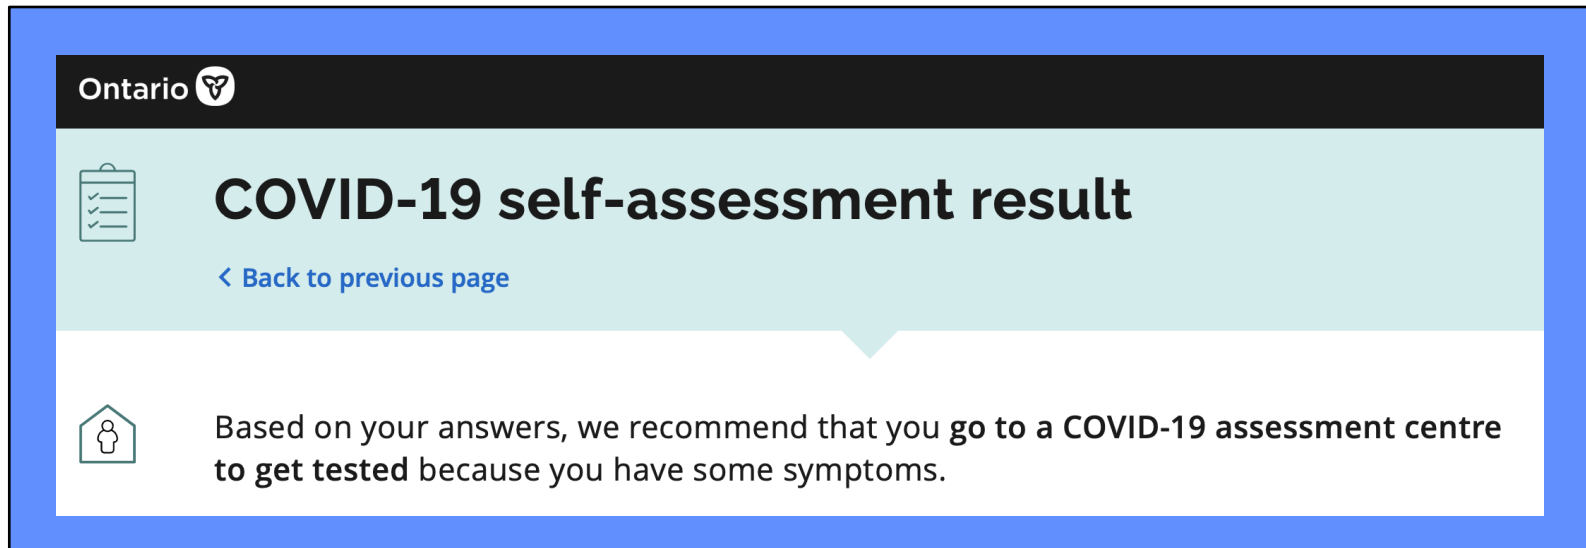 Ontario
COVID-19 self-assessment result
< Back to previous page
Based on your answers, we recommend that you go to a COVID-19 assessment centre
to get tested because you have some symptoms.